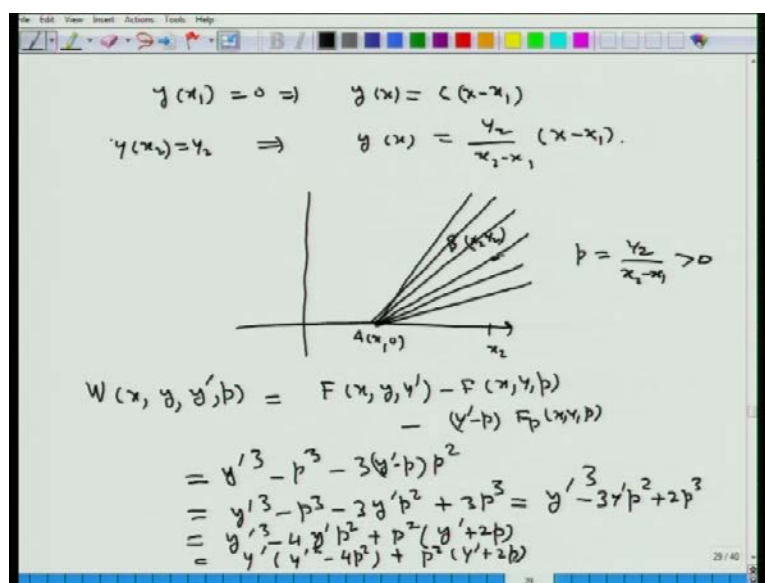 File Edit View Insert Actions Tools Help
y(x₁) = 0 ⇒ y(x) = c(x-x₁)
y(x₂) = y₂ ⇒ y(x) = y₂/(x₂-x₁) (x-x₁).
B(x₂,y₂)
p = y₂/(x₂-x₁) >0
A(x₁,0)
x₂
W(x, y, y',p) = F(x,y,y') - F(x,y,p)
- (y'-p) Fp(x,y,p)
= y'³ - p³ - 3(y'-p)p²
= y'³ - p³ - 3y'p² + 3p³ = y'³ - 3y'p² + 2p³
= y'³ - 4y'p² + p²(y'+2p)
= y'(y'² - 4p²) + p²(y'+2p)
29/40
29